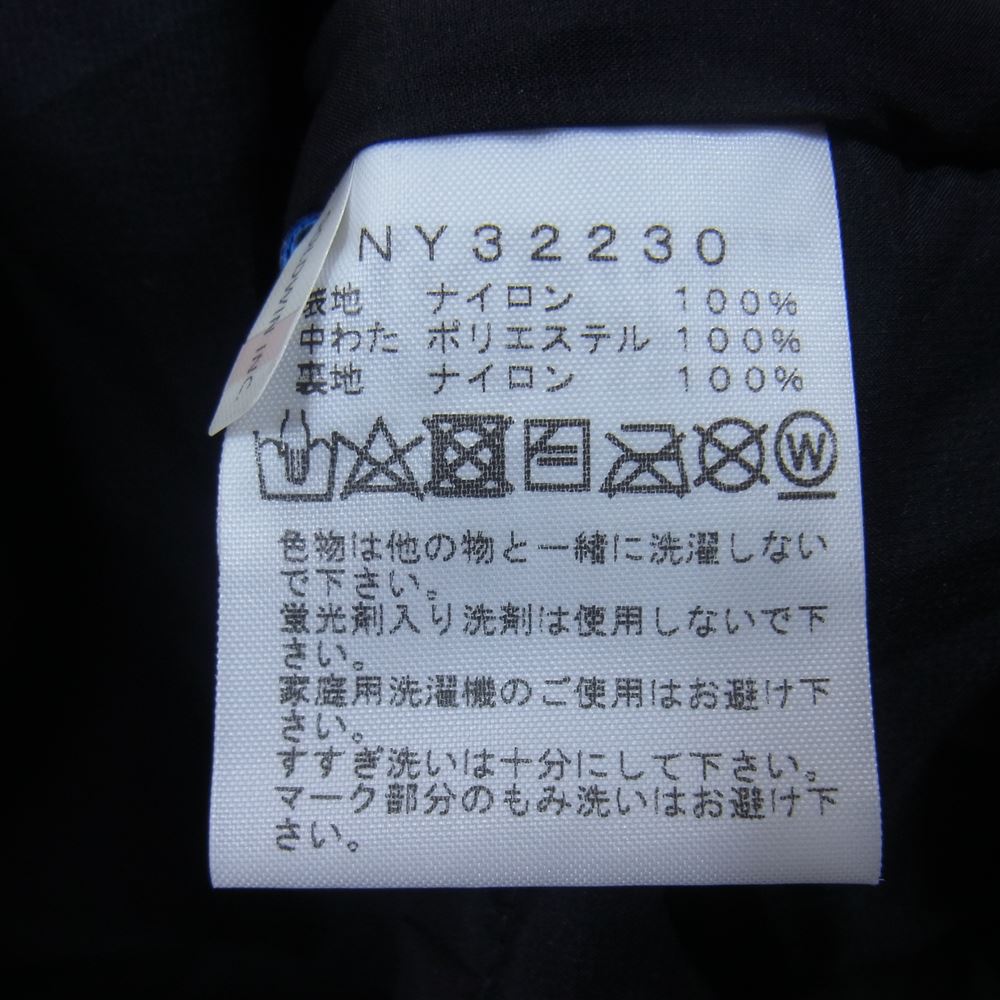 NY32230
GOLDWIN INC
表地 ナイロン 100%
中わた ポリエステル 100%
裏地 ナイロン 100%
W
色物は他の物と一緒に洗濯しない
で下さい。
蛍光剤入り洗剤は使用しないで下
さい。
家庭用洗濯機のご使用はお避け下
さい。
すすぎ洗いは十分にして下さい。
マーク部分のもみ洗いはお避け下
さい。